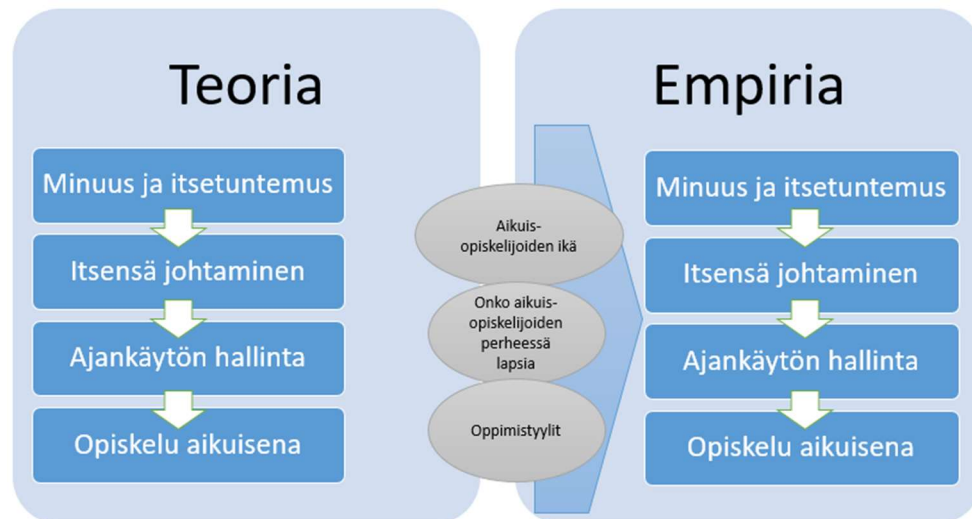 Teoria
Minuus ja itsetuntemus
Itsensä johtaminen
Ajankäytön hallinta
Opiskelu aikuisena
Aikuis-
opiskelijoiden ikä
Onko aikuis-
opiskelijoiden
perheessä
lapsia
Oppimistyylit
Empiria
Minuus ja itsetuntemus
Itsensä johtaminen
Ajankäytön hallinta
Opiskelu aikuisena